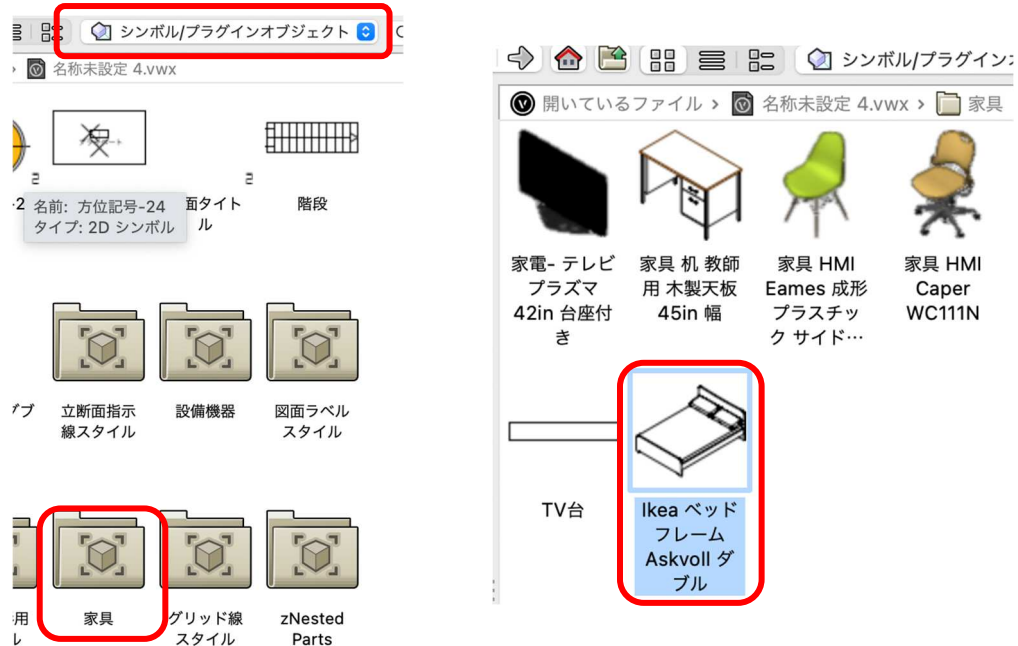 シンボル/プラグインオブジェクト
名称未設定 4.vwx
2
2
-2
名前: 方位記号-24
タイプ: 2D シンボル
面タイト
ル
階段
立断面指示
線スタイル
設備機器
図面ラベル
スタイル
家具
グリッド線
スタイル
zNested
Parts
シンボル/プラグイン
開いているファイル › 名称未設定 4.vwx › 家具
家電- テレビ
プラズマ
42in 台座付
き
家具 机 教師
用 木製天板
45in 幅
家具 HMI
Eames 成形
プラスチッ
ク サイド…
家具 HMI
Caper
WC111N
TV台
Ikea ベッド
フレーム
Askvoll ダ
ブル